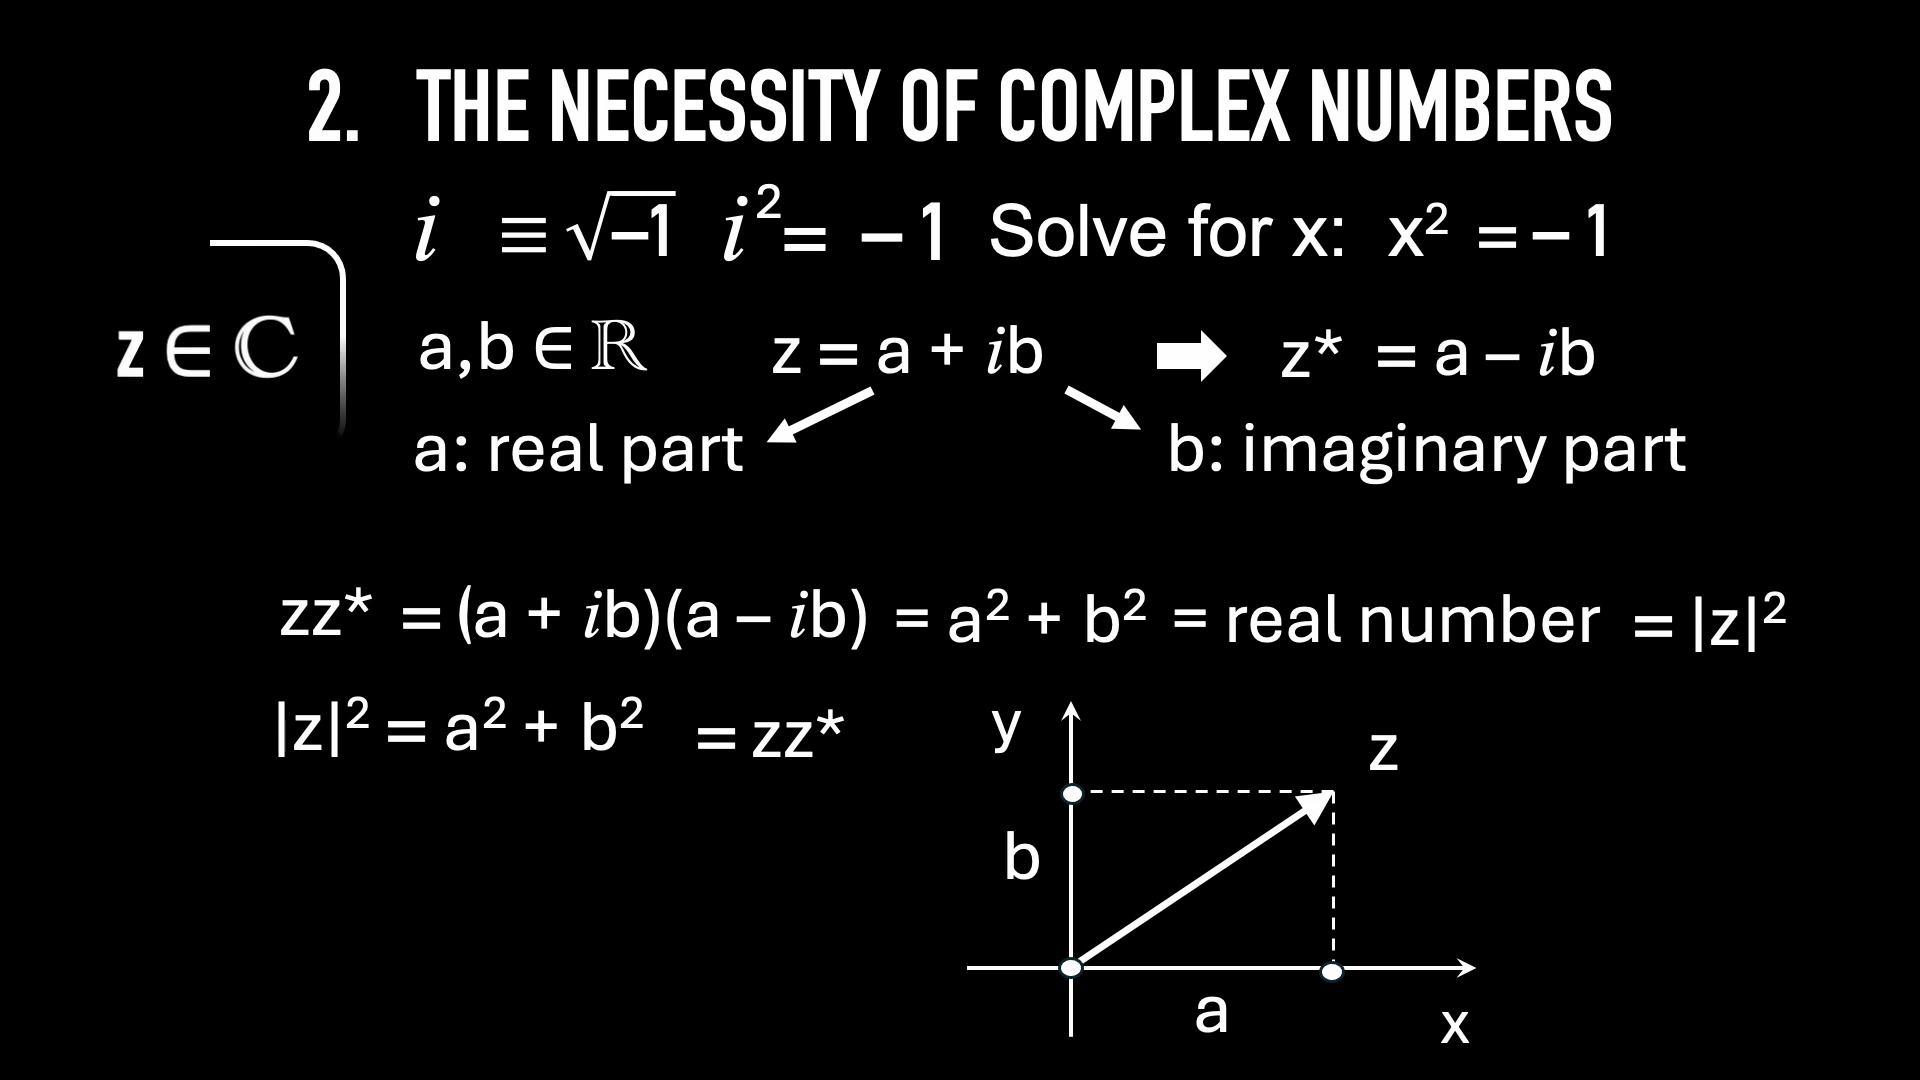 2. THE NECESSITY OF COMPLEX NUMBERS
i ≡ √−1 i² = −1 Solve for x: x² = −1
z ∈ ℂ
a,b ∈ ℝ z = a + ib ➡ z* = a − ib
a: real part b: imaginary part
zz* = (a + ib)(a − ib) = a² + b² = real number = |z|²
|z|² = a² + b² = zz*
y
z
b
a
x